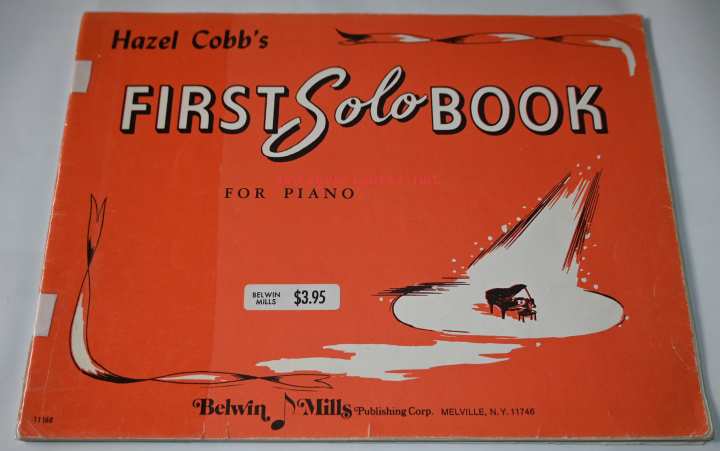 Hazel Cobb's
FIRST Solo BOOK
FOR PIANO
BELWIN
MILLS
$3.95
Belwin Mills Publishing Corp. MELVILLE, N.Y. 11746